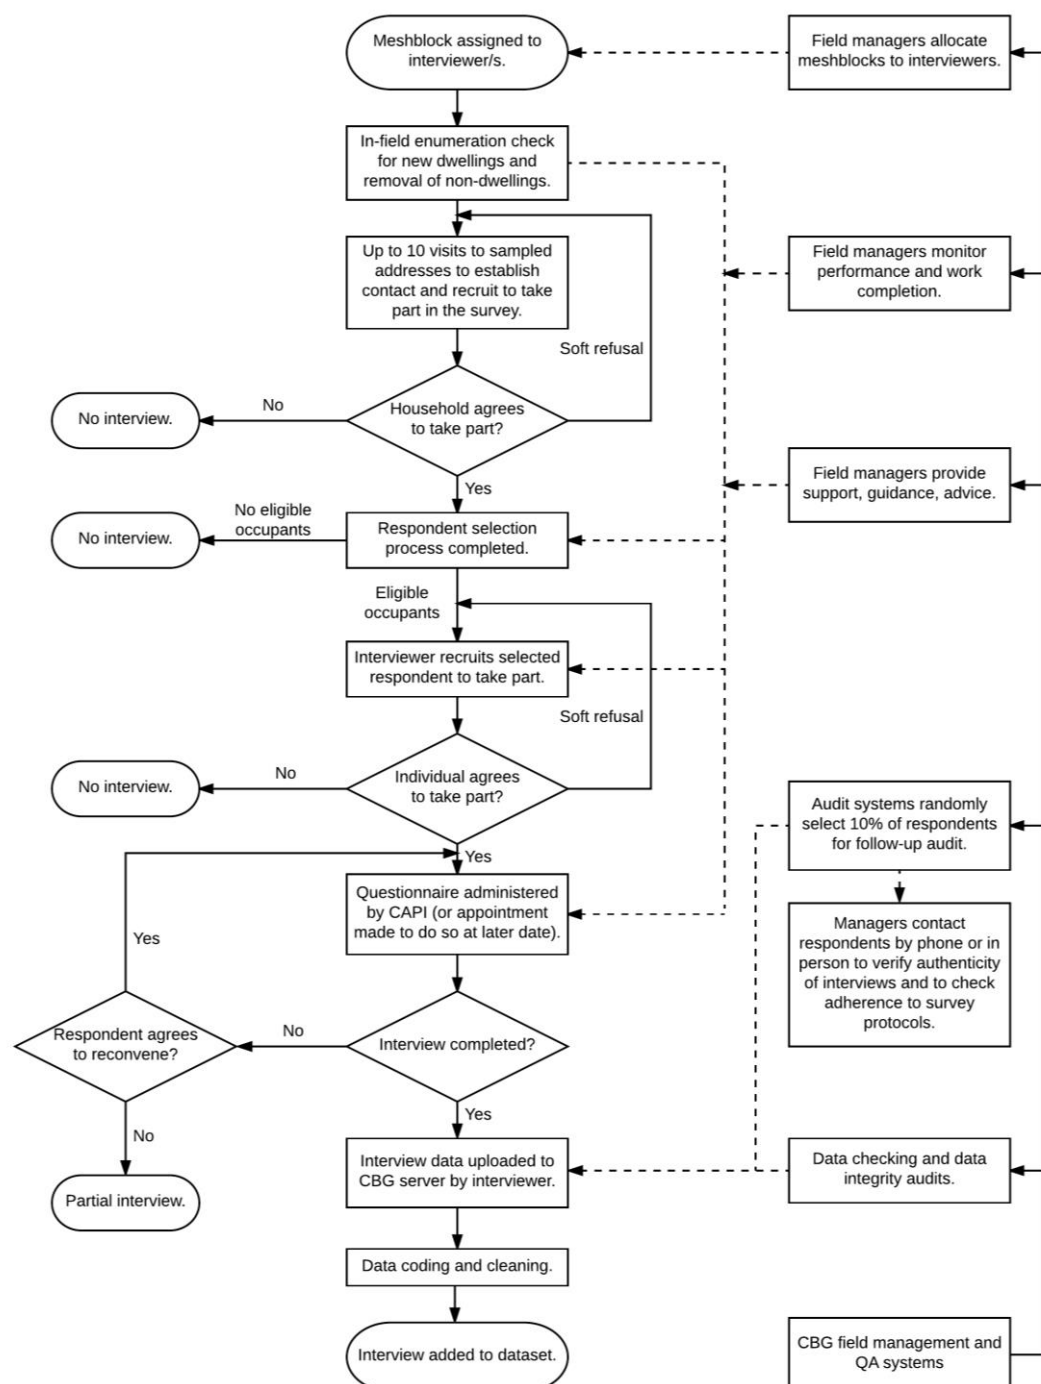 Meshblock assigned to
interviewer/s.
Field managers allocate
meshblocks to interviewers.
In-field enumeration check
for new dwellings and
removal of non-dwellings.
Up to 10 visits to sampled
addresses to establish
contact and recruit to take
part in the survey.
Field managers monitor
performance and work
completion.
Soft refusal
Household agrees
to take part?
No
No interview.
Yes
Field managers provide
support, guidance, advice.
Respondent selection
process completed.
No eligible
occupants
No interview.
Eligible
occupants
Interviewer recruits selected
respondent to take part.
Soft refusal
Individual agrees
to take part?
No
No interview.
Yes
Audit systems randomly
select 10% of respondents
for follow-up audit.
Questionnaire administered
by CAPI (or appointment
made to do so at later date).
Managers contact
respondents by phone or in
person to verify authenticity
of interviews and to check
adherence to survey
protocols.
Yes
Respondent agrees
to reconvene?
No
Interview completed?
No
Partial interview.
Yes
Interview data uploaded to
CBG server by interviewer.
Data checking and data
integrity audits.
Data coding and cleaning.
Interview added to dataset.
CBG field management and
QA systems